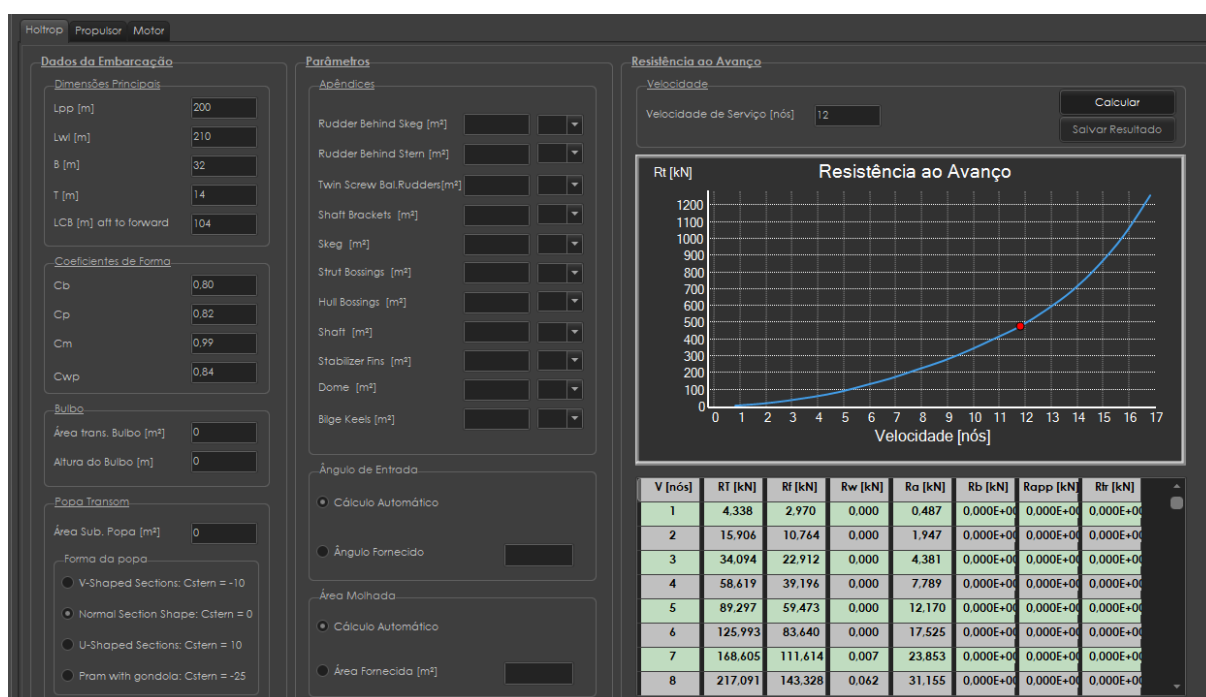 Holtrop Propulsor Motor
Dados da Embarcação
Dimensões Principais
Lpp [m] 200
Lwl [m] 210
B [m] 32
T [m] 14
LCB [m] aft to forward 104
Coeficientes de Forma
Cb 0,80
Cp 0,82
Cm 0,99
Cwp 0,84
Bulbo
Área trans. Bulbo [m²] 0
Altura do Bulbo [m] 0
Popa Transom
Área Sub. Popa [m²] 0
Forma da popa
V-Shaped Sections: Cstern = -10
Normal Section Shape: Cstern = 0
U-Shaped Sections: Cstern = 10
Pram with gondola: Cstern = -25
Parâmetros
Apêndices
Rudder Behind Skeg [m²]
Rudder Behind Stern [m²]
Twin Screw Bal.Rudders[m²]
Shaft Brackets [m²]
Skeg [m²]
Strut Bossings [m²]
Hull Bossings [m²]
Shaft [m²]
Stabilizer Fins [m²]
Dome [m²]
Bilge Keels [m²]
Ângulo de Entrada
Cálculo Automático
Ângulo Fornecido
Área Molhada
Cálculo Automático
Área Fornecida [m²]
Resistência ao Avanço
Velocidade
Velocidade de Serviço [nós] 12
Calcular
Salvar Resultado
Rt [kN] Resistência ao Avanço
1200
1100
1000
900
800
700
600
500
400
300
200
100
0
0 1 2 3 4 5 6 7 8 9 10 11 12 13 14 15 16 17
Velocidade [nós]
V [nós] RT [kN] Rf [kN] Rw [kN] Ra [kN] Rb [kN] Rapp [kN] Rtr [kN]
1 4,338 2,970 0,000 0,487 0,000E+00 0,000E+00 0,000E+00
2 15,906 10,764 0,000 1,947 0,000E+00 0,000E+00 0,000E+00
3 34,094 22,912 0,000 4,381 0,000E+00 0,000E+00 0,000E+00
4 58,619 39,196 0,000 7,789 0,000E+00 0,000E+00 0,000E+00
5 89,297 59,473 0,000 12,170 0,000E+00 0,000E+00 0,000E+00
6 125,993 83,640 0,000 17,525 0,000E+00 0,000E+00 0,000E+00
7 168,605 111,614 0,007 23,853 0,000E+00 0,000E+00 0,000E+00
8 217,091 143,328 0,062 31,155 0,000E+00 0,000E+00 0,000E+00